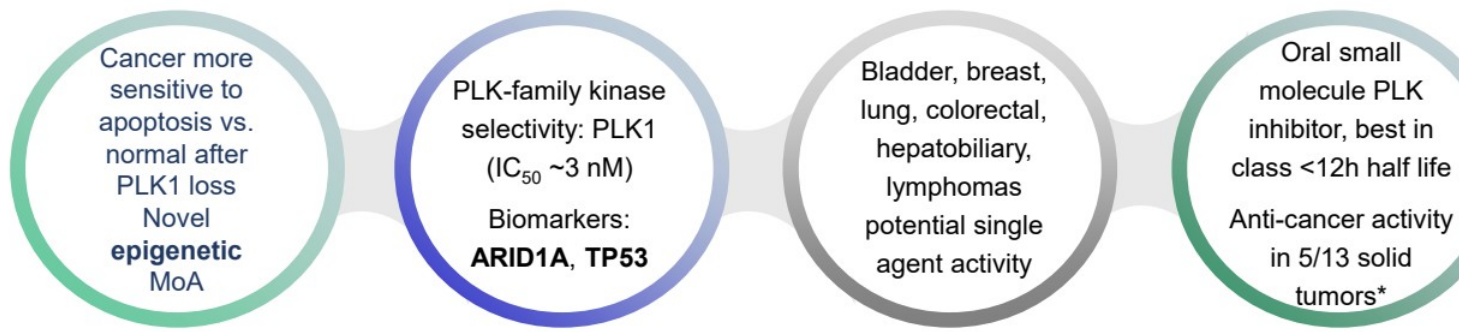 Cancer more
sensitive to
apoptosis vs.
normal after
PLK1 loss
Novel
epigenetic
MoA
PLK-family kinase
selectivity: PLK1
(IC50 ~3 nM)
Biomarkers:
ARID1A, TP53
Bladder, breast,
lung, colorectal,
hepatobiliary,
lymphomas
potential single
agent activity
Oral small
molecule PLK
inhibitor, best in
class <12h half life
Anti-cancer activity
in 5/13 solid
tumors*